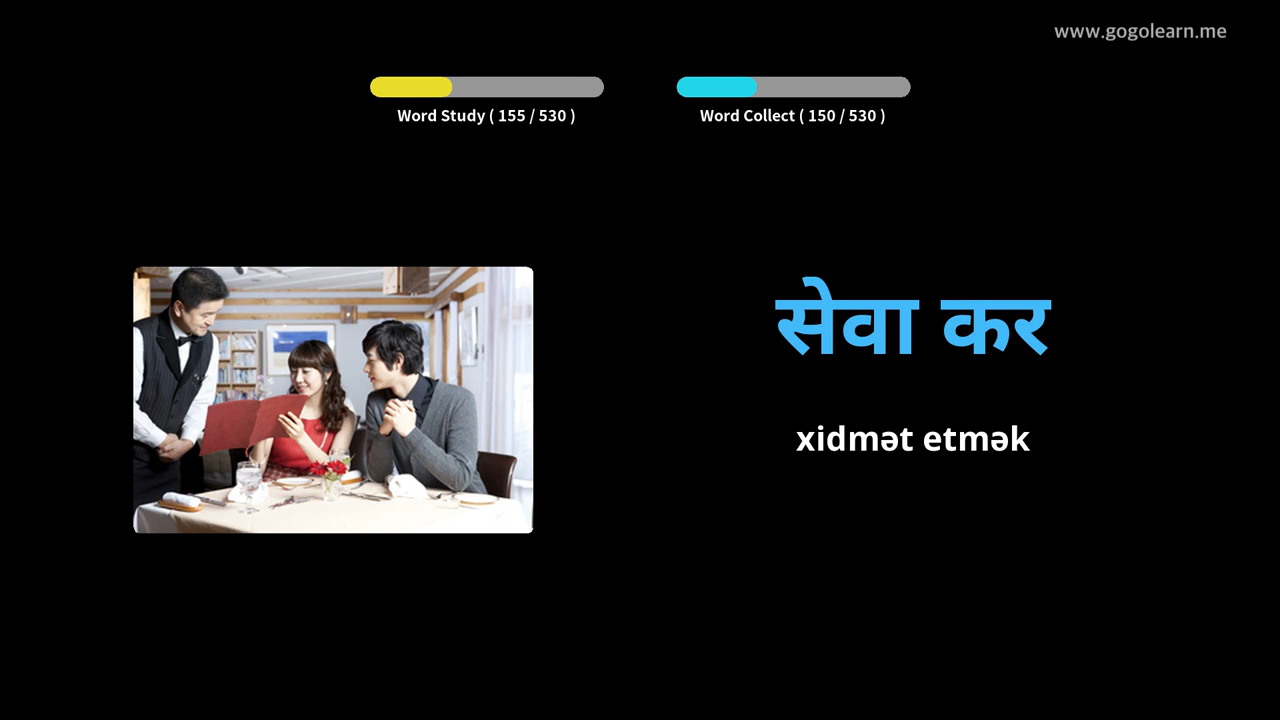 www.gogolearn.me
Word Study ( 155 / 530 )
Word Collect ( 150 / 530 )
सेवा कर
xidmət etmək